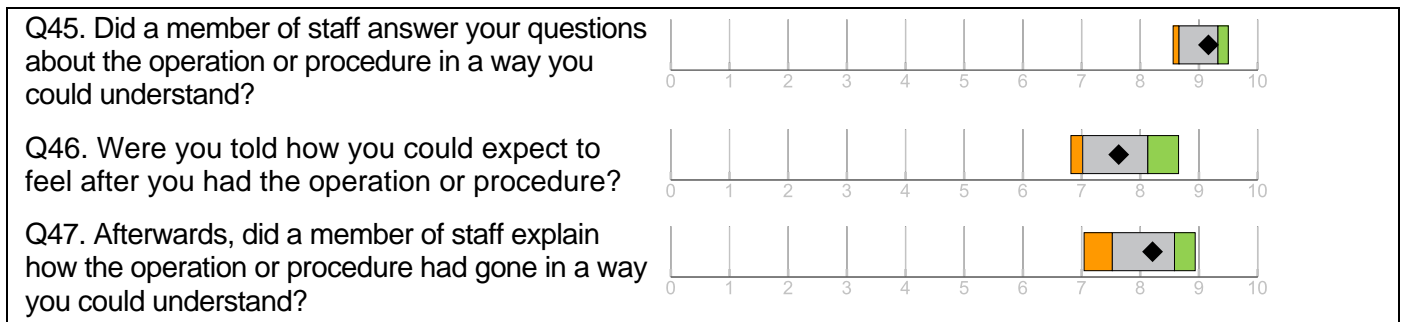 Q45. Did a member of staff answer your questions
about the operation or procedure in a way you
could understand?
0 1 2 3 4 5 6 7 8 9 10
Q46. Were you told how you could expect to
feel after you had the operation or procedure?
0 1 2 3 4 5 6 7 8 9 10
Q47. Afterwards, did a member of staff explain
how the operation or procedure had gone in a way
you could understand?
0 1 2 3 4 5 6 7 8 9 10